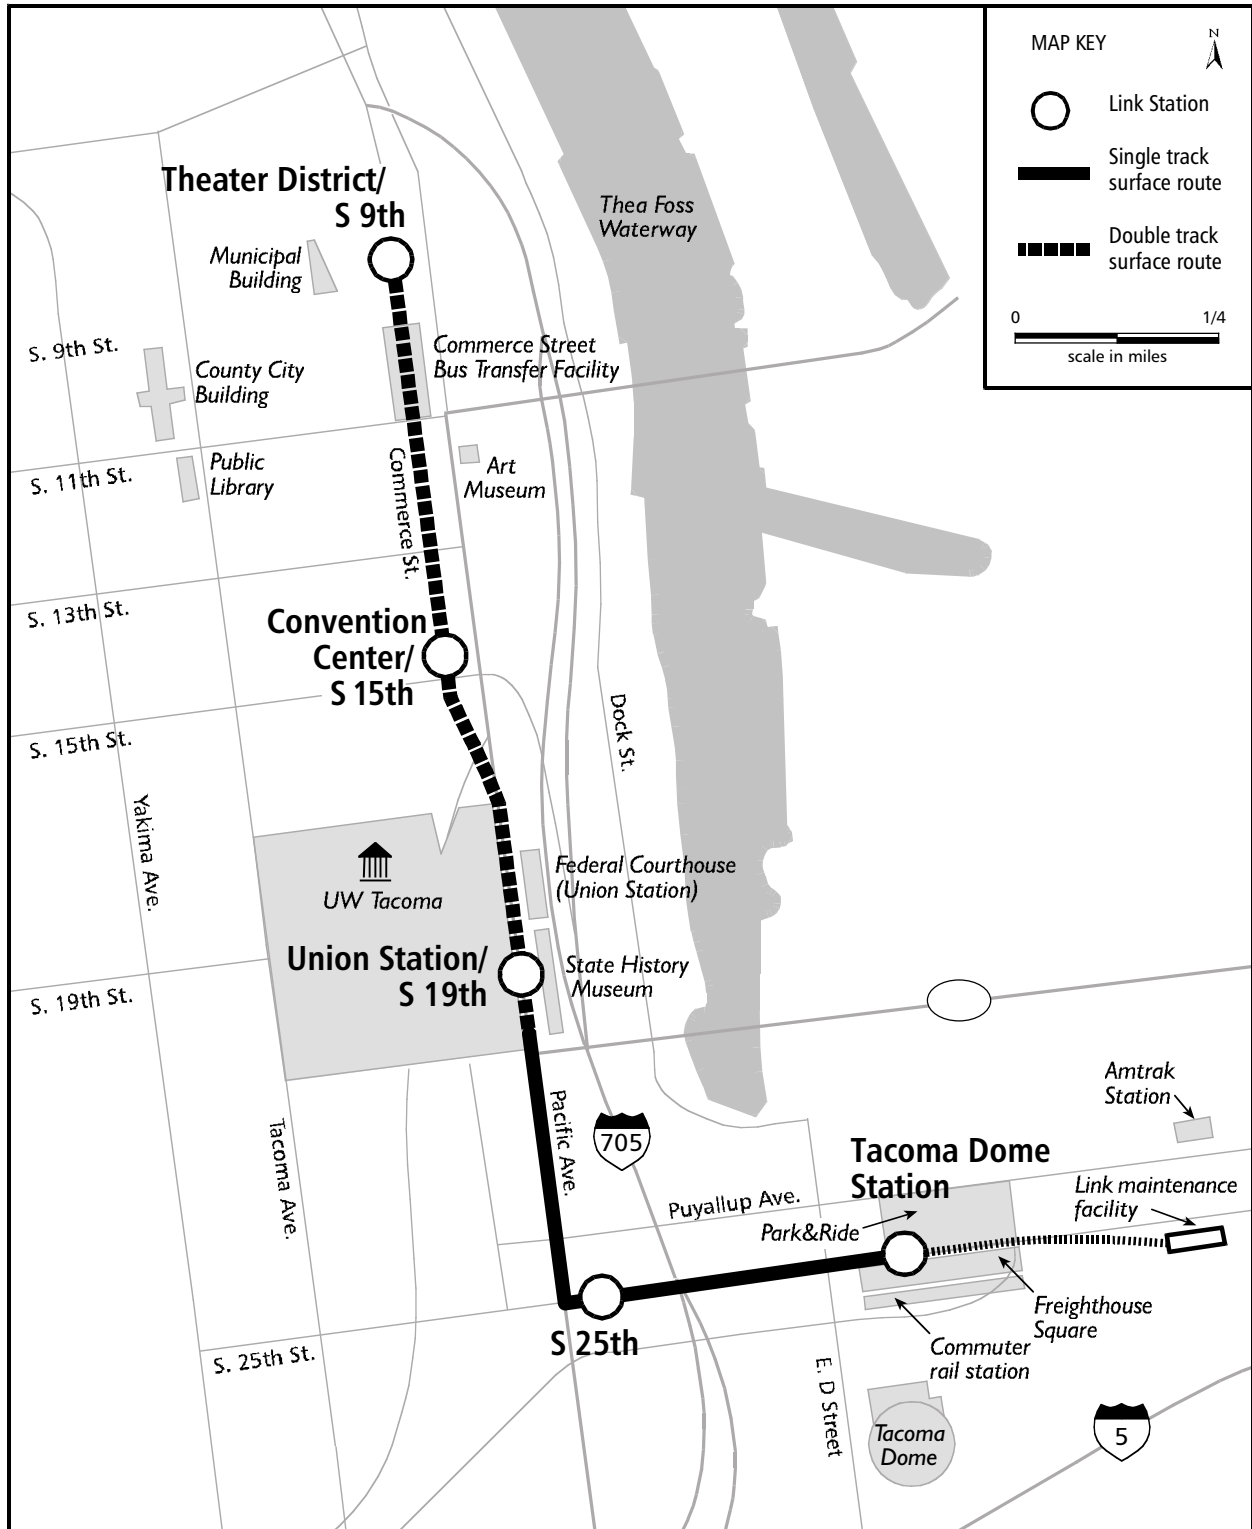 MAP KEY
N
Link Station
Single track
surface route
Double track
surface route
0 1/4
scale in miles
Theater District/
S 9th
Thea Foss
Waterway
Municipal
Building
S. 9th St.
Commerce Street
Bus Transfer Facility
County City
Building
Public
Library
S. 11th St.
Art
Museum
Commerce St.
S. 13th St.
Convention
Center/
S 15th
S. 15th St.
Dock St.
Yakima Ave.
UW Tacoma
Federal Courthouse
(Union Station)
Union Station/
S 19th
State History
Museum
S. 19th St.
Amtrak
Station
Pacific Ave.
705
Tacoma Ave.
Tacoma Dome
Station
Puyallup Ave.
Park&Ride
Link maintenance
facility
Freighthouse
Square
S 25th
Commuter
rail station
S. 25th St.
E. D Street
Tacoma
Dome
5